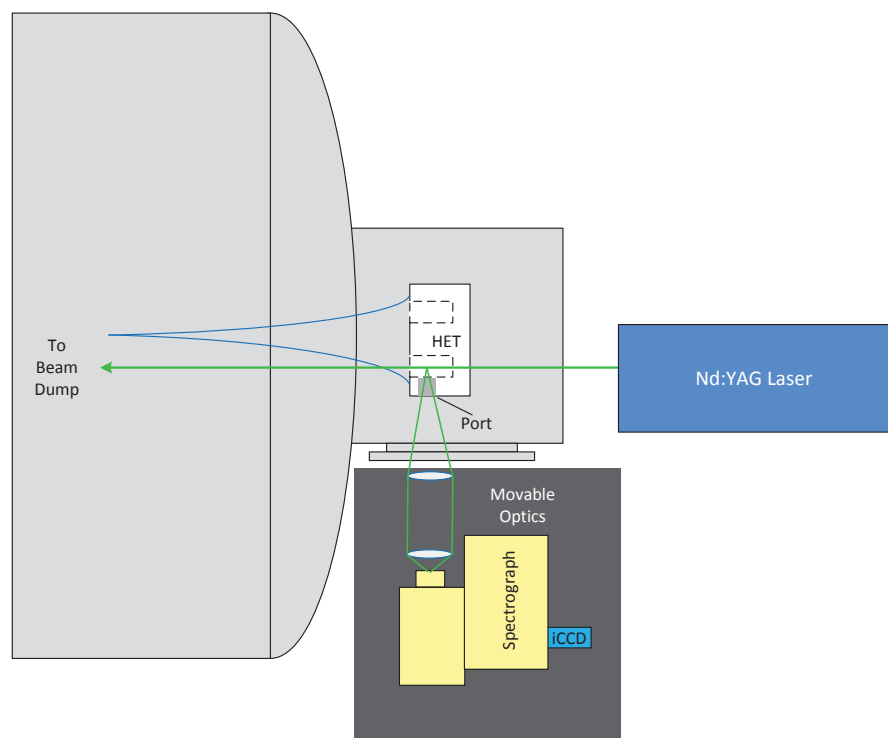 To
Beam
Dump
HET
Port
Nd:YAG Laser
Movable
Optics
Spectrograph
iCCD